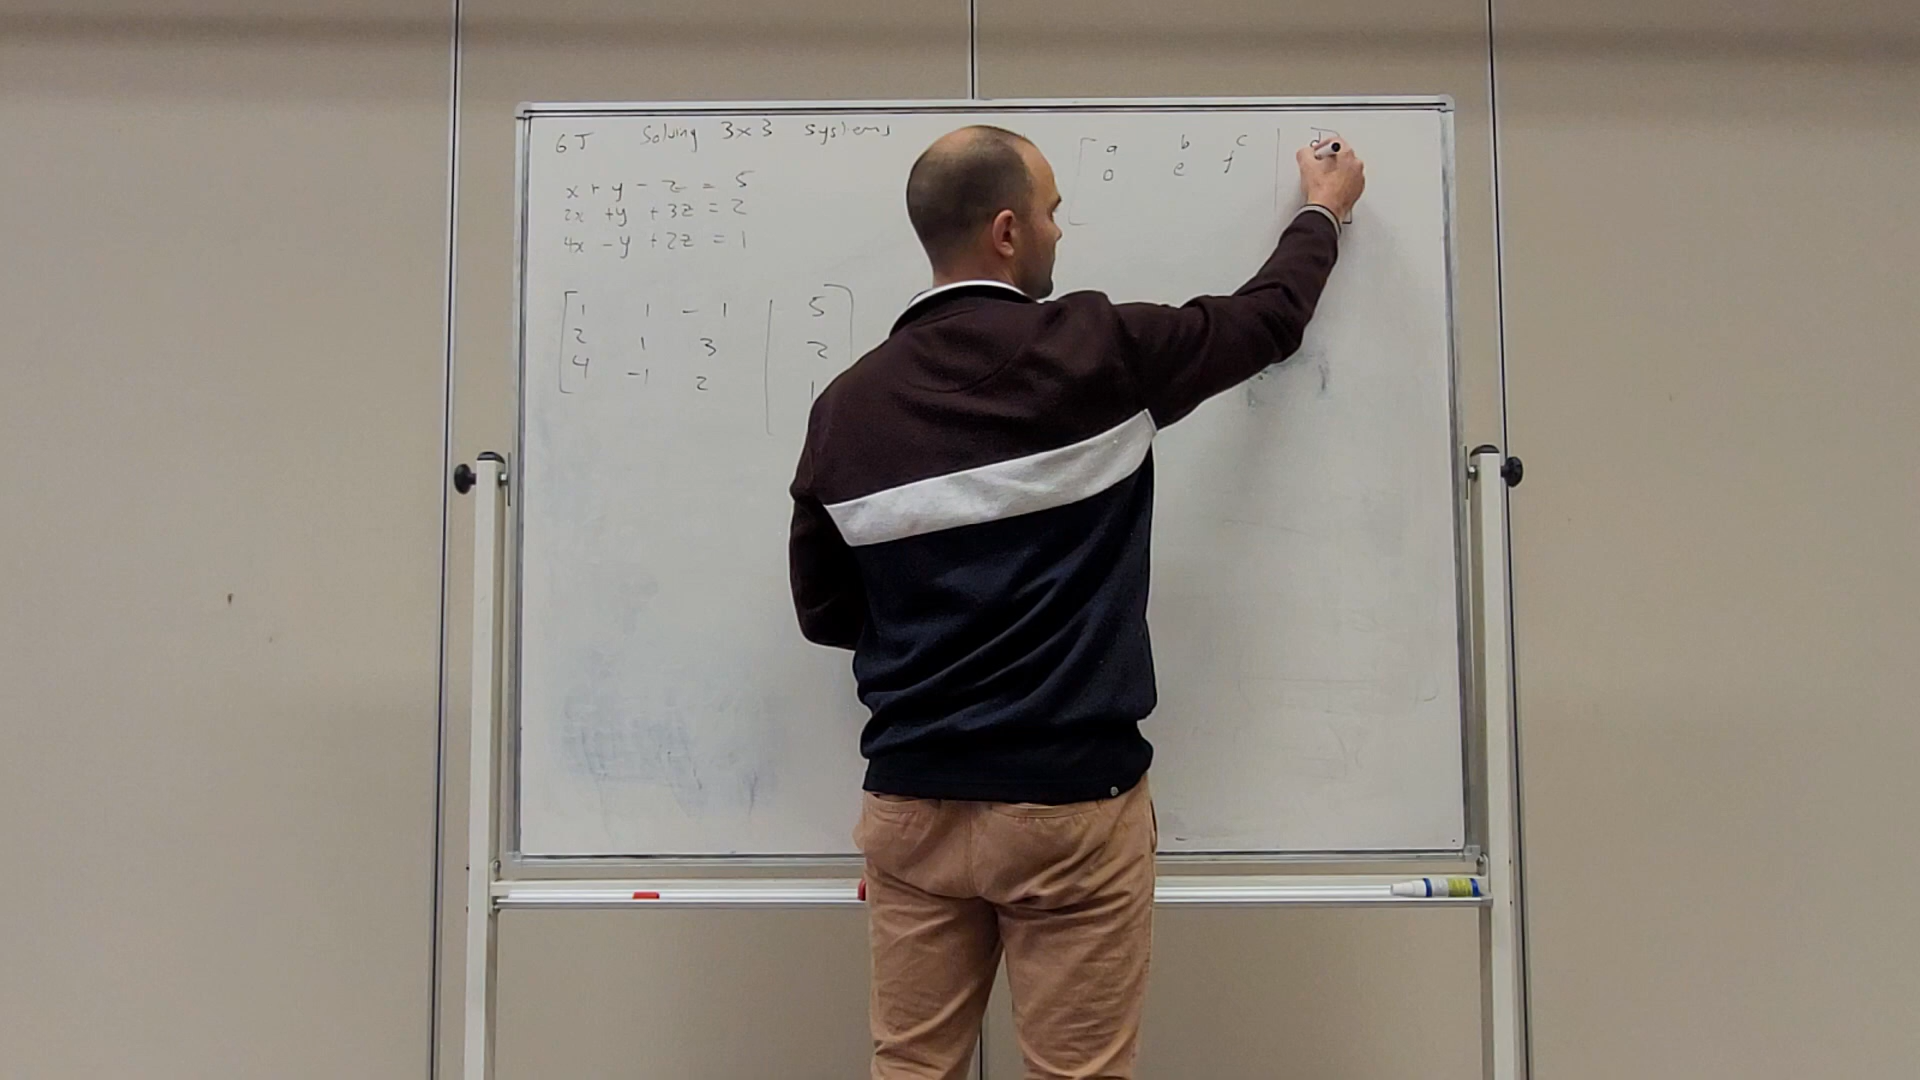 6J Solving 3x3 systems
x + y - z = 5
2x + y + 3z = 2
4x - y + 2z = 1
1 1 - 1 | 5
2 1 3 | 2
4 -1 2 | 1
a b c | d
0 e f